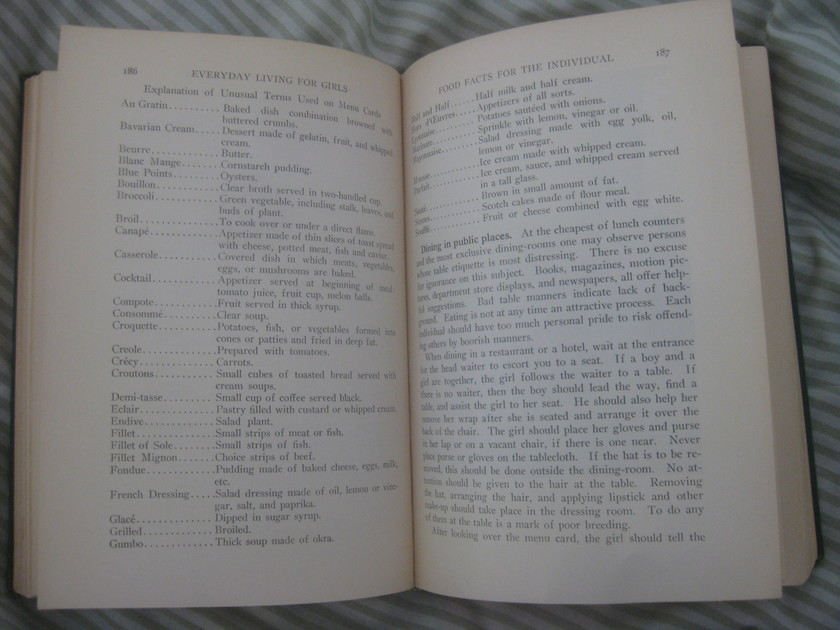 186
EVERYDAY LIVING FOR GIRLS
Explanation of Unusual Terms Used on Menu Cards
Au Gratin..........Baked dish combination browned with
buttered crumbs.
Bavarian Cream.....Dessert made of gelatin, fruit, and whipped
cream.
Beurre.............Butter.
Blanc Mange........Cornstarch pudding.
Blue Points........Oysters.
Bouillon...........Clear broth served in two-handled cup.
Broccoli...........Green vegetable, including stalk, leaves, and
buds of plant.
Broil..............To cook over or under a direct flame.
Canapé.............Appetizer made of thin slices of toast spread
with cheese, potted meat, fish and caviar.
Casserole..........Covered dish in which meats, vegetables,
eggs, or mushrooms are baked.
Cocktail...........Appetizer served at beginning of meal:
tomato juice, fruit cup, melon balls.
Compote............Fruit served in thick syrup.
Consommé...........Clear soup.
Croquette..........Potatoes, fish, or vegetables formed into
cones or patties and fried in deep fat.
Creole.............Prepared with tomatoes.
Crécy..............Carrots.
Croutons...........Small cubes of toasted bread served with
cream soups.
Demi-tasse.........Small cup of coffee served black.
Eclair.............Pastry filled with custard or whipped cream.
Endive.............Salad plant.
Fillet.............Small strips of meat or fish.
Fillet of Sole.....Small strips of fish.
Fillet Mignon......Choice strips of beef.
Fondue.............Pudding made of baked cheese, eggs, milk,
etc.
French Dressing....Salad dressing made of oil, lemon or vine-
gar, salt, and paprika.
Glacé..............Dipped in sugar syrup.
Grilled............Broiled.
Gumbo..............Thick soup made of okra.
FOOD FACTS FOR THE INDIVIDUAL
187
Half and Half......Half milk and half cream.
Hors d'Œuvres......Appetizers of all sorts.
Lyonnaise..........Potatoes sautéed with onions.
Marinate...........Sprinkle with lemon, vinegar or oil.
Mayonnaise.........Salad dressing made with egg yolk, oil,
lemon or vinegar.
Mousse.............Ice cream made with whipped cream.
Parfait............Ice cream, sauce, and whipped cream served
in a tall glass.
Sauté..............Brown in small amount of fat.
Scones.............Scotch cakes made of flour meal.
Soufflé............Fruit or cheese combined with egg white.
Dining in public places. At the cheapest of lunch counters
and the most exclusive dining-rooms one may observe persons
whose table etiquette is most distressing. There is no excuse
for ignorance on this subject. Books, magazines, motion pic-
tures, department store displays, and newspapers, all offer help-
ful suggestions. Bad table manners indicate lack of back-
ground. Eating is not at any time an attractive process. Each
individual should have too much personal pride to risk offend-
ing others by boorish manners.
When dining in a restaurant or a hotel, wait at the entrance
for the head waiter to escort you to a seat. If a boy and a
girl are together, the girl follows the waiter to a table. If
there is no waiter, then the boy should lead the way, find a
table, and assist the girl to her seat. He should also help her
remove her wrap after she is seated and arrange it over the
back of the chair. The girl should place her gloves and purse
in her lap or on a vacant chair, if there is one near. Never
place purse or gloves on the tablecloth. If the hat is to be re-
moved, this should be done outside the dining-room. No at-
tention should be given to the hair at the table. Removing
the hat, arranging the hair, and applying lipstick and other
make-up should take place in the dressing room. To do any
of them at the table is a mark of poor breeding.
After looking over the menu card, the girl should tell the